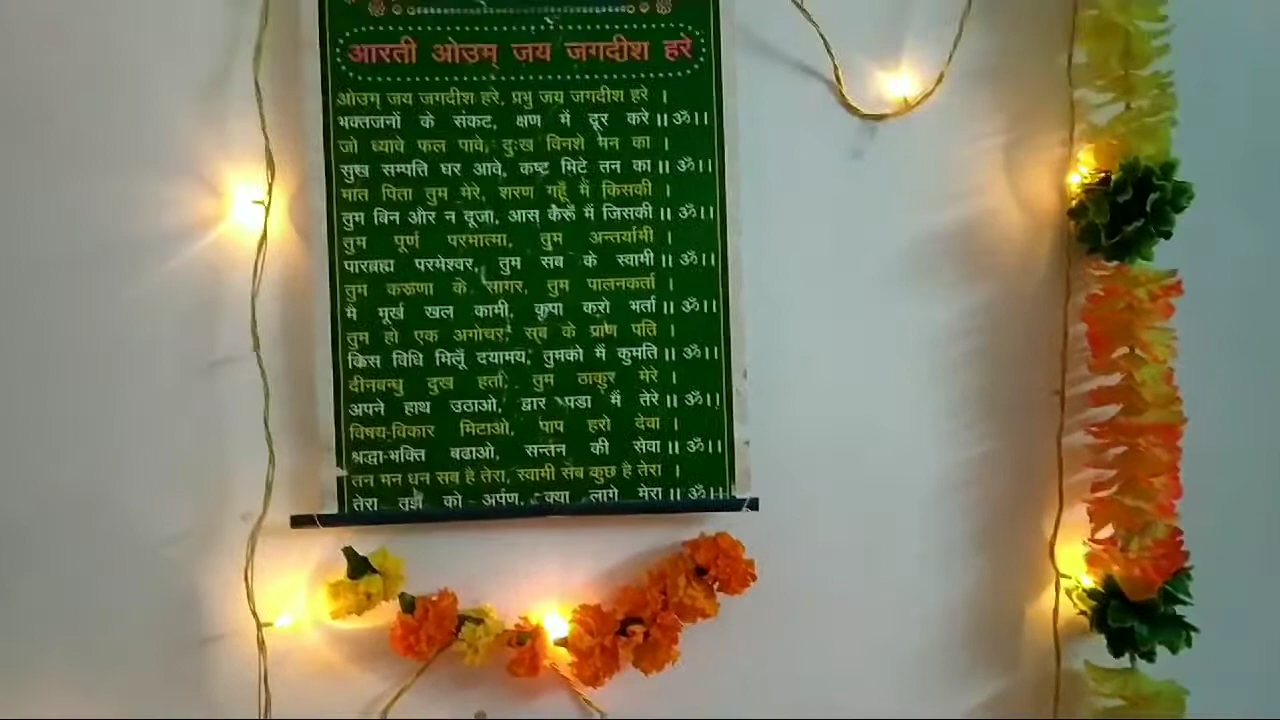 आरती ओउम् जय जगदीश हरे
ओउम् जय जगदीश हरे, प्रभु जय जगदीश हरे ।
भक्तजनों के संकट, क्षण में दूर करे ॥ ॐ॥
जो ध्यावे फल पावे, दुःख विनशे मन का ।
सुख सम्पति घर आवे, कष्ट मिटे तन का ॥ ॐ॥
मात पिता तुम मेरे, शरण गहूँ मैं किसकी ।
तुम बिन और न दूजा, आस करूँ मैं जिसकी ॥ ॐ॥
तुम पूर्ण परमात्मा, तुम अन्तर्यामी ।
पारब्रह्म परमेश्वर, तुम सब के स्वामी ॥ ॐ॥
तुम करूणा के सागर, तुम पालनकर्ता ।
मै मूर्ख खल कामी, कृपा करो भर्ता ॥ ॐ॥
तुम हो एक अगोचर, सब के प्राण पति ।
किस विधि मिलूँ दयामय, तुमको मैं कुमति ॥ ॐ॥
दीनबन्धु दुख हर्ता, तुम ठाकुर मेरे ।
अपने हाथ उठाओ, द्वार पडा मैं तेरे ॥ ॐ॥
विषय-विकार मिटाओ, पाप हरो देवा ।
श्रद्धा-भक्ति बढाओ, सन्तन की सेवा ॥ ॐ॥
तन मन धन सब है तेरा, स्वामी सब कुछ है तेरा ।
तेरा तुझ को अर्पण, क्या लागे मेरा ॥ ॐ॥